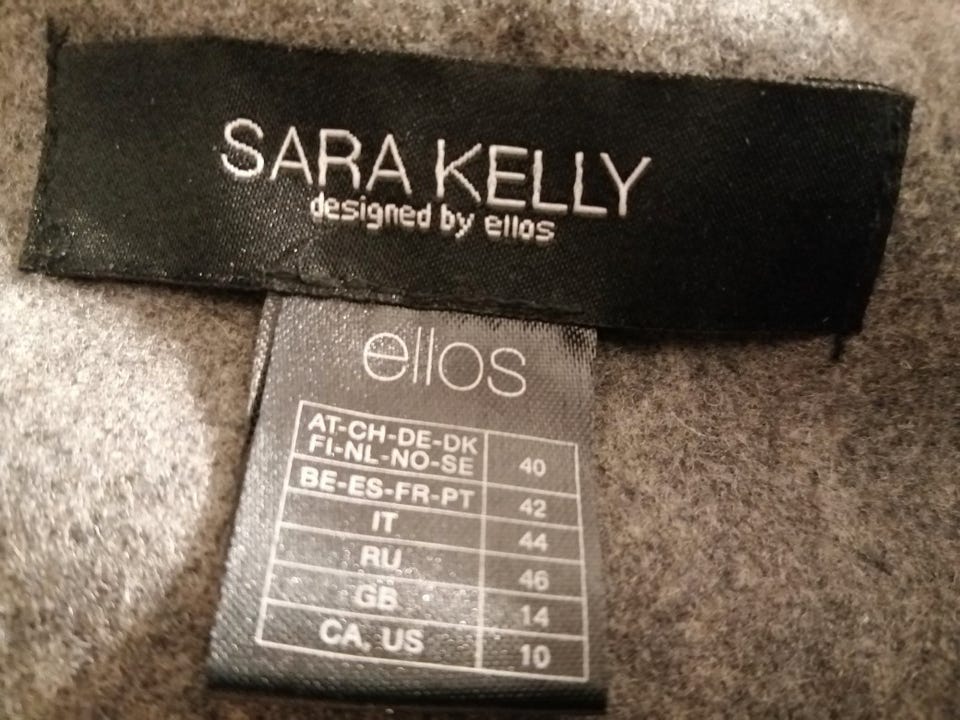 SARA KELLY
designed by ellos
ellos
AT-CH-DE-DK
FI-NL-NO-SE 40
BE-ES-FR-PT 42
IT 44
RU 46
GB 14
CA, US 10